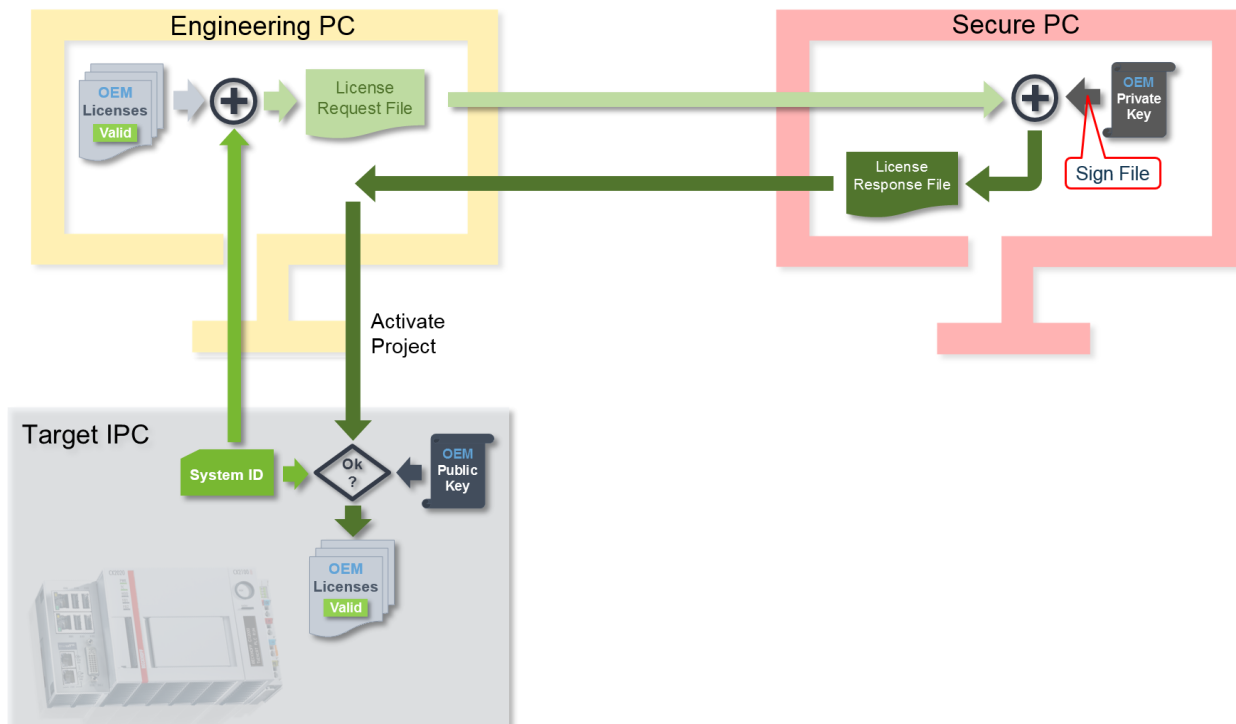 Engineering PC
Secure PC
OEM
Licenses
Valid
License
Request File
OEM
Private
Key
License
Response File
Sign File
Activate
Project
Target IPC
System ID
Ok
?
OEM
Public
Key
OEM
Licenses
Valid